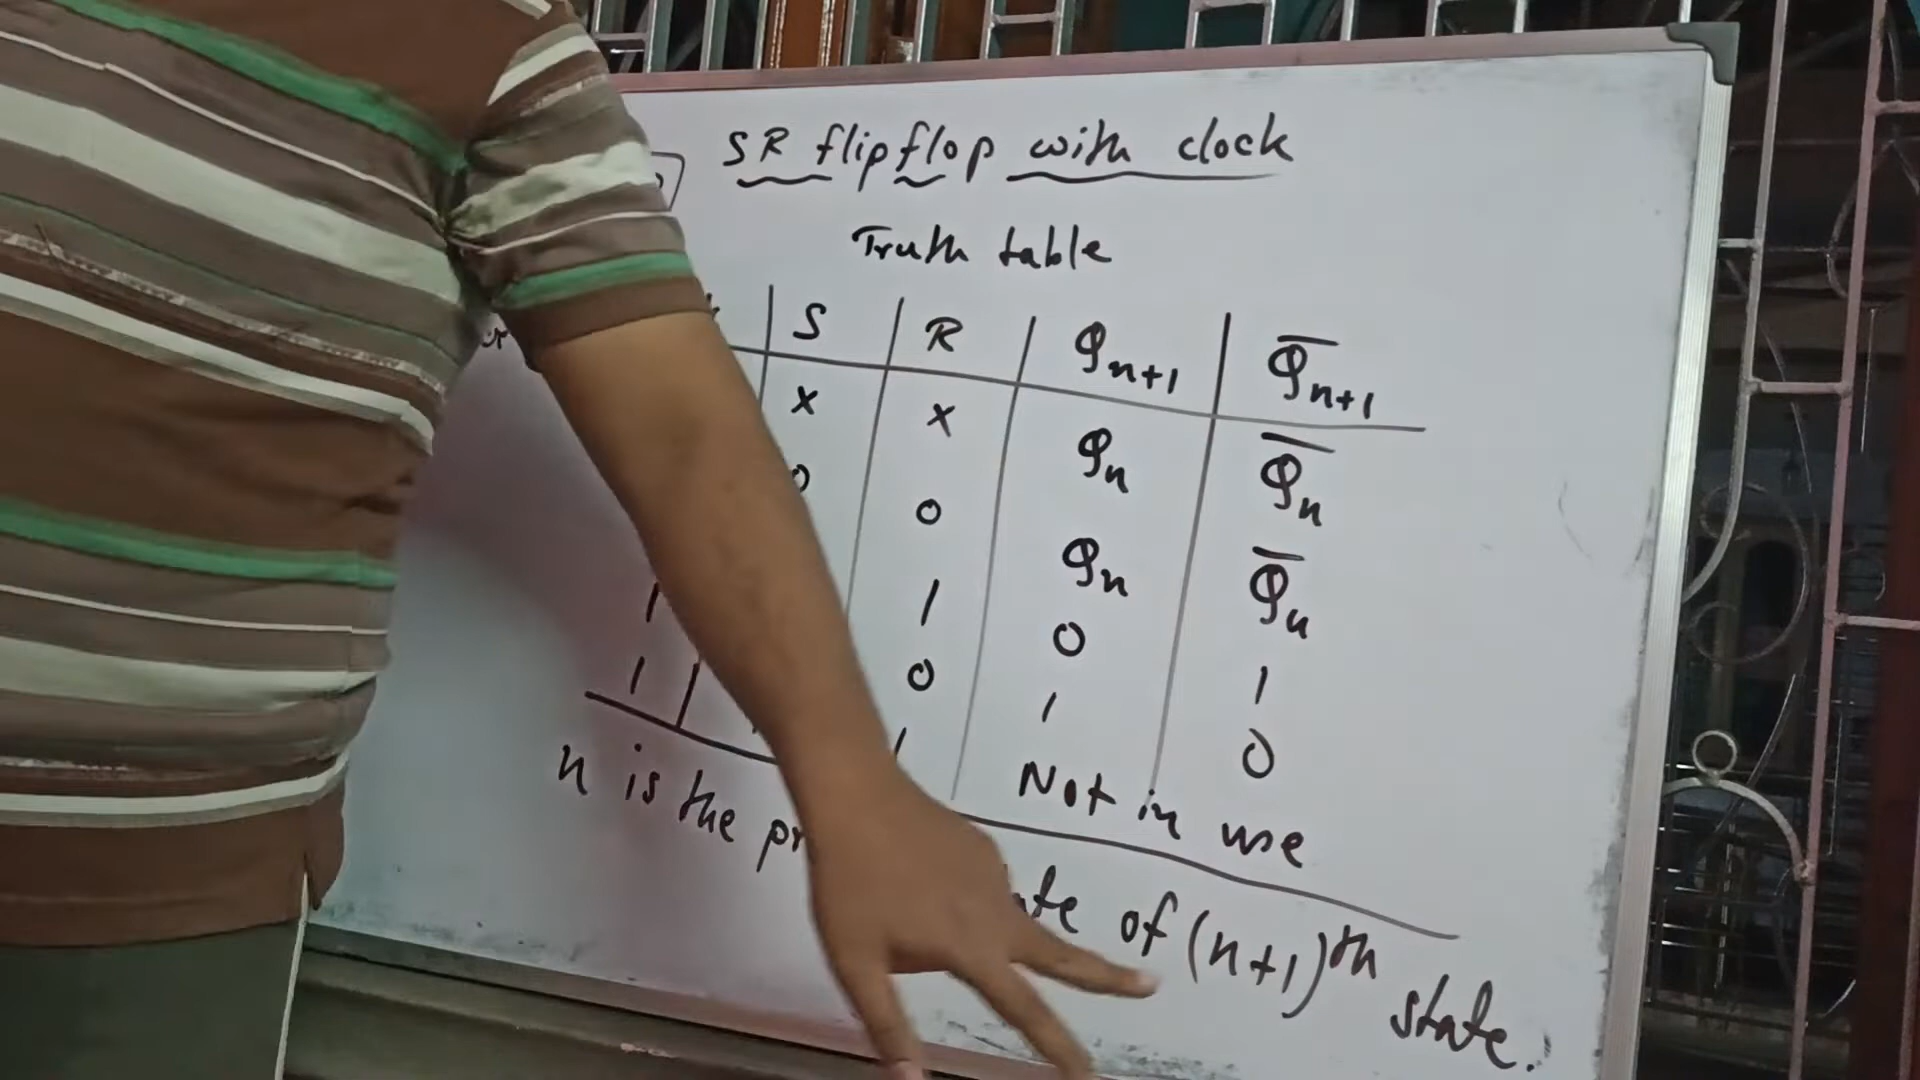 SR flipflop with clock
Truth table
S R Qn+1 Q̅n+1
x x Qn Q̅n
0 0 Qn Q̅n
1 1 0 1
1 0 1 0
1 Not in use
n is the of (n+1)th state.